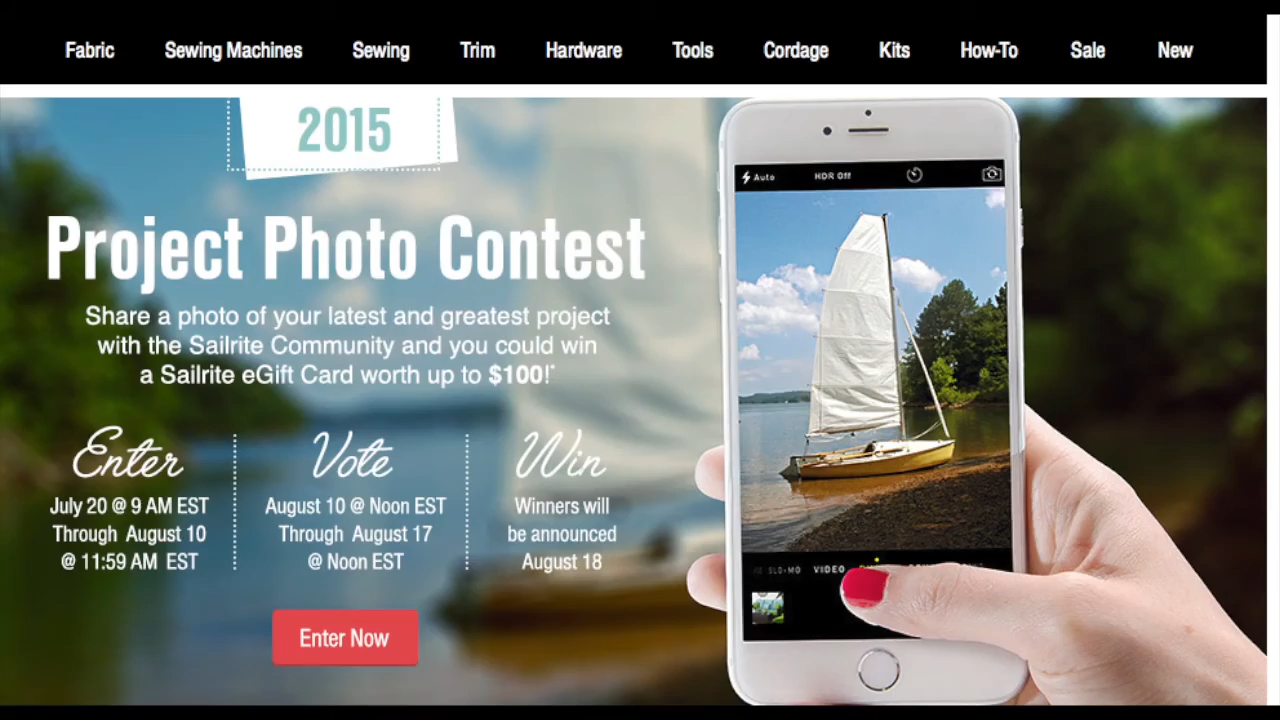 Fabric Sewing Machines Sewing Trim Hardware Tools Cordage Kits How-To Sale New
2015
Project Photo Contest
Share a photo of your latest and greatest project
with the Sailrite Community and you could win
a Sailrite eGift Card worth up to $100!*
Enter
July 20 @ 9 AM EST
Through August 10
@ 11:59 AM EST
Vote
August 10 @ Noon EST
Through August 17
@ Noon EST
Win
Winners will
be announced
August 18
Enter Now
Auto HDR Off
SLO-MO VIDEO